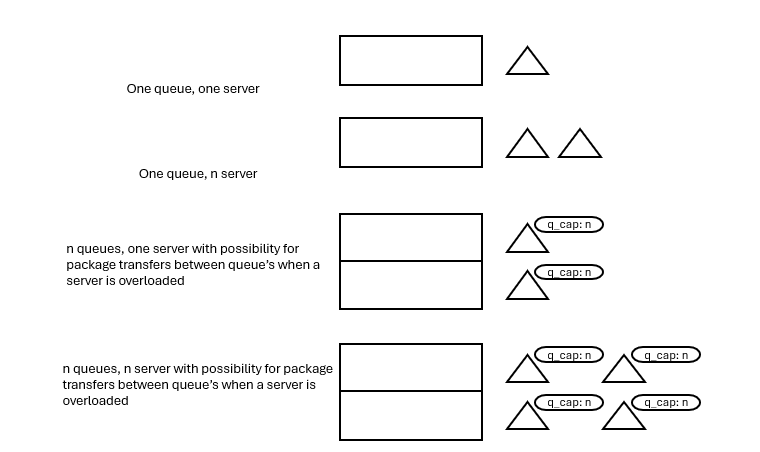 One queue, one server
One queue, n server
n queues, one server with possibility for
package transfers between queue's when a
server is overloaded
q_cap: n
q_cap: n
n queues, n server with possibility for package
transfers between queue's when a server is
overloaded
q_cap: n
q_cap: n
q_cap: n
q_cap: n